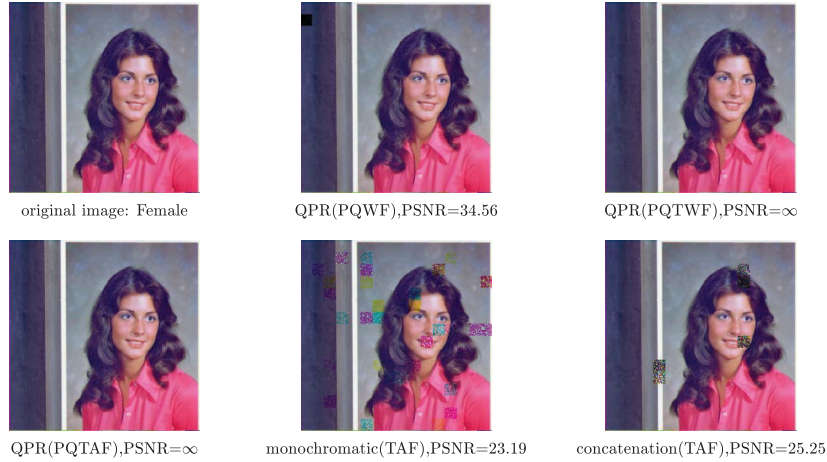 original image: Female
QPR(PQWF),PSNR=34.56
QPR(PQTWF),PSNR=∞
QPR(PQTAF),PSNR=∞
monochromatic(TAF),PSNR=23.19
concatenation(TAF),PSNR=25.25